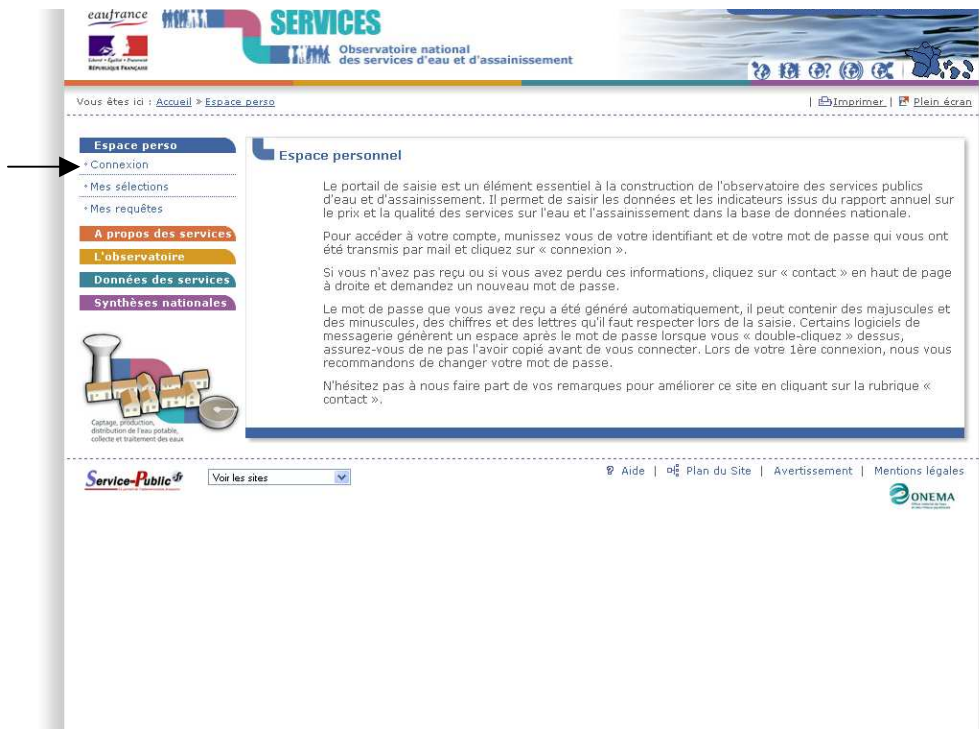 eaufrance
SERVICES
Observatoire national
des services d'eau et d'assainissement
Liberté • Égalité • Fraternité
RÉPUBLIQUE FRANÇAISE
Vous êtes ici : Accueil > Espace perso
| Imprimer | Plein écran
Espace perso
Connexion
Mes sélections
Mes requêtes
A propos des services
L'observatoire
Données des services
Synthèses nationales
Captage, production,
distribution de l'eau potable,
collecte et traitement des eaux
Espace personnel
Le portail de saisie est un élément essentiel à la construction de l'observatoire des services publics
d'eau et d'assainissement. Il permet de saisir les données et les indicateurs issus du rapport annuel sur
le prix et la qualité des services sur l'eau et l'assainissement dans la base de données nationale.
Pour accéder à votre compte, munissez vous de votre identifiant et de votre mot de passe qui vous ont
été transmis par mail et cliquez sur « connexion ».
Si vous n'avez pas reçu ou si vous avez perdu ces informations, cliquez sur « contact » en haut de page
à droite et demandez un nouveau mot de passe.
Le mot de passe que vous avez reçu a été généré automatiquement, il peut contenir des majuscules et
des minuscules, des chiffres et des lettres qu'il faut respecter lors de la saisie. Certains logiciels de
messagerie génèrent un espace après le mot de passe lorsque vous « double-cliquez » dessus,
assurez-vous de ne pas l'avoir copié avant de vous connecter. Lors de votre 1ère connexion, nous vous
recommandons de changer votre mot de passe.
N'hésitez pas à nous faire part de vos remarques pour améliorer ce site en cliquant sur la rubrique «
contact ».
Service-Public.fr
Voir les sites
? Aide | Plan du Site | Avertissement | Mentions légales
ONEMA